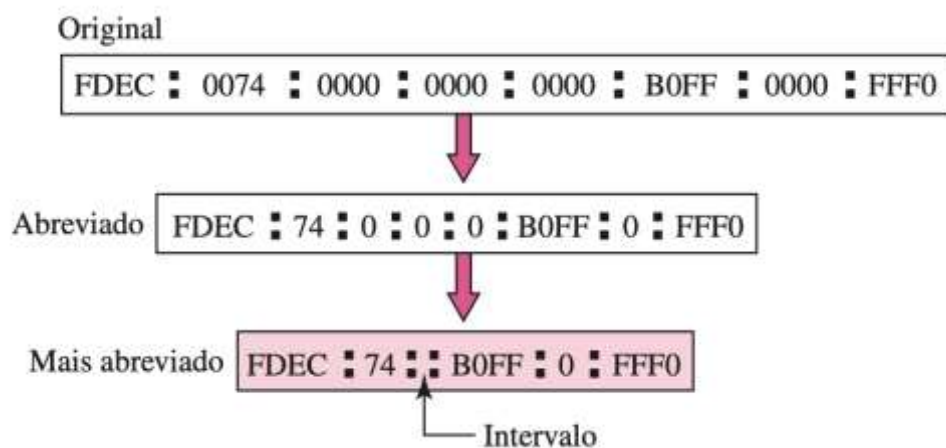 Original
FDEC : 0074 : 0000 : 0000 : 0000 : B0FF : 0000 : FFF0
Abreviado FDEC : 74 : 0 : 0 : 0 : B0FF : 0 : FFF0
Mais abreviado FDEC : 74 : : B0FF : 0 : FFF0
Intervalo